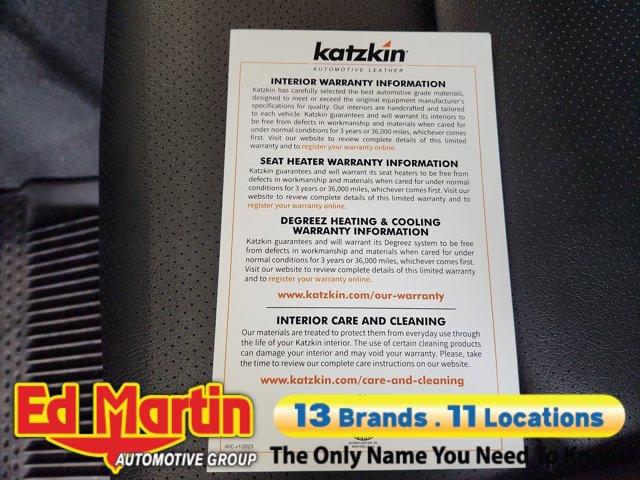 katzkin
AUTOMOTIVE LEATHER
INTERIOR WARRANTY INFORMATION
Katzkin has carefully selected the best automotive grade materials,
designed to meet or exceed the original equipment manufacturer's
specifications for quality. Our interiors are handcrafted and tailored
to each vehicle. Katzkin guarantees and will warrant its interiors to
be free from defects in workmanship and materials when cared for
under normal conditions for 3 years or 36,000 miles, whichever comes
first. Visit our website to review complete details of this limited
warranty and to register your warranty online.
SEAT HEATER WARRANTY INFORMATION
Katzkin guarantees and will warrant its seat heaters to be free from
defects in workmanship and materials when cared for under normal
conditions for 3 years or 36,000 miles, whichever comes first. Visit our
website to review complete details of this limited warranty and to
register your warranty online.
DEGREEZ HEATING & COOLING
WARRANTY INFORMATION
Katzkin guarantees and will warrant its Degreez system to be free
from defects in workmanship and materials when cared for under
normal conditions for 3 years or 36,000 miles, whichever comes first.
Visit our website to review complete details of this limited warranty
and to register your warranty online.
www.katzkin.com/our-warranty
INTERIOR CARE AND CLEANING
Our materials are treated to protect them from everyday use through
the life of your Katzkin interior. The use of certain cleaning products
can damage your interior and may void your warranty. Please, take
the time to review our complete care instructions on our website.
www.katzkin.com/care-and-cleaning
Ed Martin
AUTOMOTIVE GROUP
13 Brands . 11 Locations
WIC v1/2023
The Only Name You Need To Know